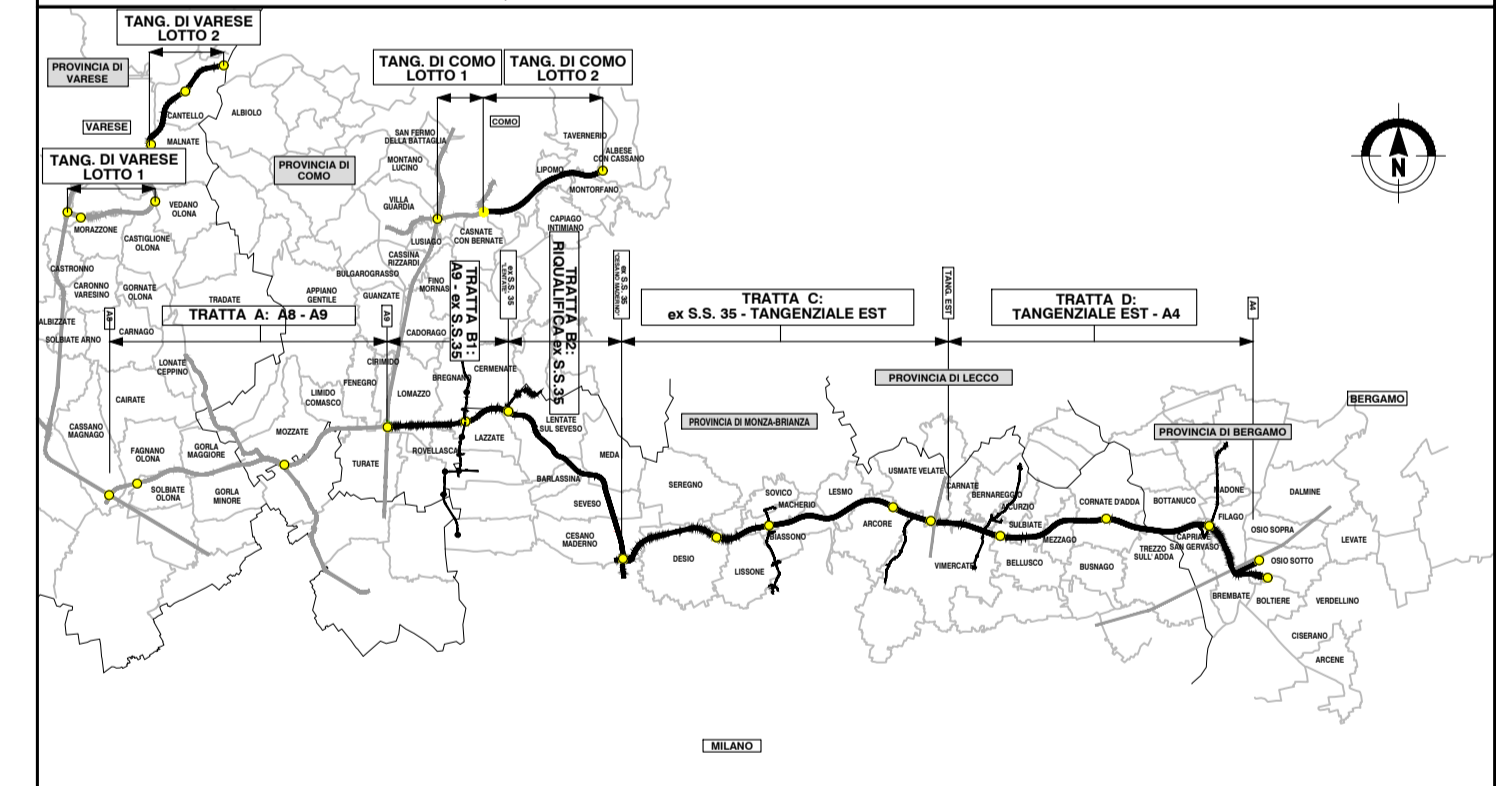 TANG. DI VARESE
LOTTO 2
PROVINCIA DI
VARESE
CANTELLO
ALBIOLO
VARESE
MALNATE
TANG. DI VARESE
LOTTO 1
VEDANO
OLONA
MORAZZONE
CASTIGLIONE
OLONA
PROVINCIA DI
COMO
TANG. DI COMO
LOTTO 1
TANG. DI COMO
LOTTO 2
COMO
SAN FERMO
DELLA BATTAGLIA
MONTANO
LUCINO
TAVERNERIO
ALBESE
CON CASSANO
LIPOMO
MONTORFANO
VILLA
GUARDIA
LUSIAGO
CASNATE
CON BERNATE
CAPIAGO
INTIMIANO
CASSINA
RIZZARDI
BULGAROGRASSO
FINO
MORNAS
CASTRONNO
CARONNO
VARESINO
GORNATE
OLONA
TRADATE
APPIANO
GENTILE
GUANZATE
ALBIZZATE
SOLBIATE ARNO
CARNAGO
A8
TRATTA A: A8 - A9
A9
CADORAGO
TRATTA B1:
A9 - ex S.S.35
ex S.S. 35
"LENTATE"
TRATTA B2:
RIQUALIFICA ex S.S.35
ex S.S. 35
"CESANO MADERNO"
TRATTA C:
ex S.S. 35 - TANGENZIALE EST
TANG. EST
TRATTA D:
TANGENZIALE EST - A4
A4
LONATE
CEPPINO
CIRIMIDO
FENEGRO
LIMIDO
COMASCO
LOMAZZO
BREGNANO
CERMENATE
CAIRATE
CASSANO
MAGNAGO
FAGNANO
OLONA
GORLA
MAGGIORE
MOZZATE
TURATE
ROVELLASCA
LAZZATE
LENTATE
SUL SEVESO
SOLBIATE
OLONA
GORLA
MINORE
BARLASSINA
MEDA
SEVESO
CESANO
MADERNO
PROVINCIA DI LECCO
PROVINCIA DI MONZA-BRIANZA
BERGAMO
PROVINCIA DI BERGAMO
SEREGNO
SOVICO
MACHERIO
LESMO
USMATE VELATE
CARNATE
BERNAREGGIO
AICURZIO
SULBIATE
CORNATE D'ADDA
BOTTANUCO
MADONE
DALMINE
FILAGO
OSIO SOPRA
DESIO
BIASSONO
LISSONE
ARCORE
VIMERCATE
MEZZAGO
BELLUSCO
BUSNAGO
TREZZO
SULL' ADDA
CAPRIATE
SAN GERVASO
LEVATE
OSIO SOTTO
BREMBATE
BOLTIERE
VERDELLINO
CISERANO
ARCENE
MILANO
N